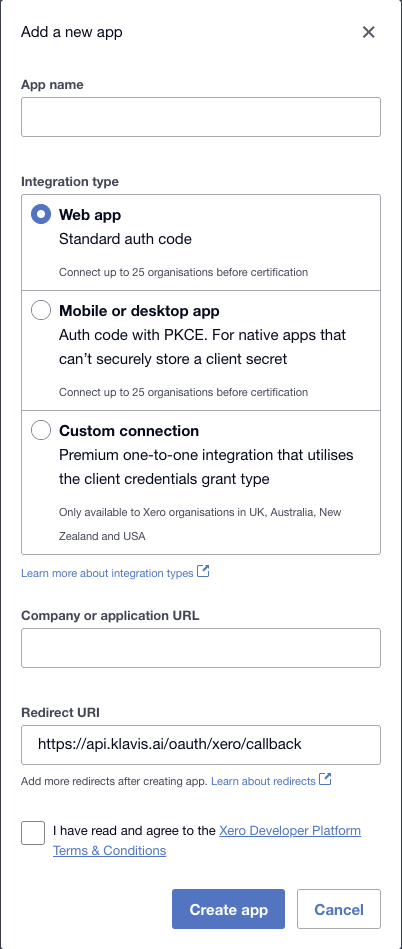 Add a new app
App name
Integration type
Web app
Standard auth code
Connect up to 25 organisations before certification
Mobile or desktop app
Auth code with PKCE. For native apps that
can’t securely store a client secret
Connect up to 25 organisations before certification
Custom connection
Premium one-to-one integration that utilises
the client credentials grant type
Only available to Xero organisations in UK, Australia, New
Zealand and USA
Learn more about integration types
Company or application URL
Redirect URI
https://api.klavis.ai/oauth/xero/callback
Add more redirects after creating app. Learn about redirects
I have read and agree to the Xero Developer Platform
Terms & Conditions
Create app Cancel